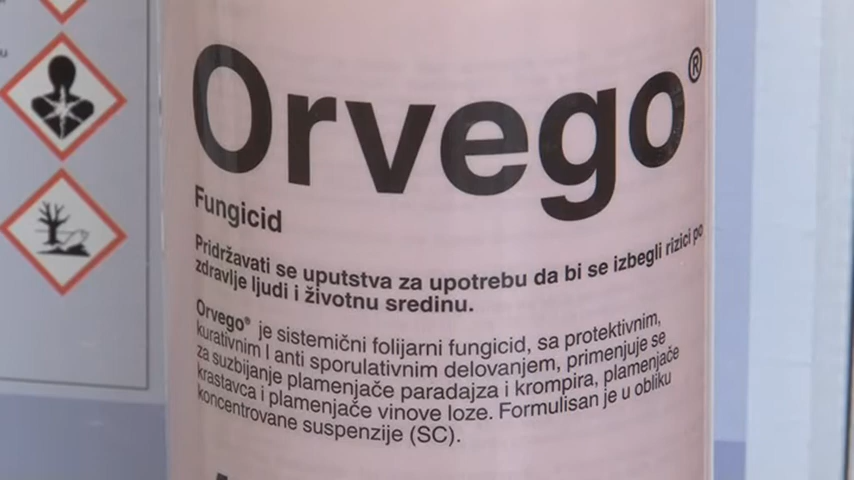 Orvego®
Fungicid
Pridržavati se uputstva za upotrebu da bi se izbegli rizici po
zdravlje ljudi i životnu sredinu.
Orvego® je sistemični folijarni fungicid, sa protektivnim,
kurativnim I anti sporulativnim delovanjem, primenjuje se
za suzbijanje plamenjače paradajza i krompira, plamenjače
krastavca i plamenjače vinove loze. Formulisan je u obliku
koncentrovane suspenzije (SC).